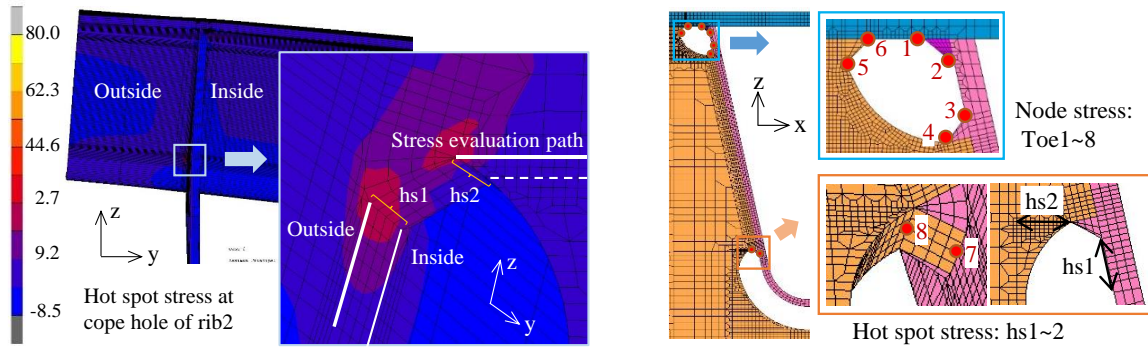 80.0
62.3
44.6
2.7
9.2
-8.5
Outside
Inside
z
y
Hot spot stress at
cope hole of rib2
Stress evaluation path
hs1
hs2
Outside
Inside
z
y
z
x
6
1
5
2
3
4
Node stress:
Toe1~8
8
7
hs2
hs1
Hot spot stress: hs1~2